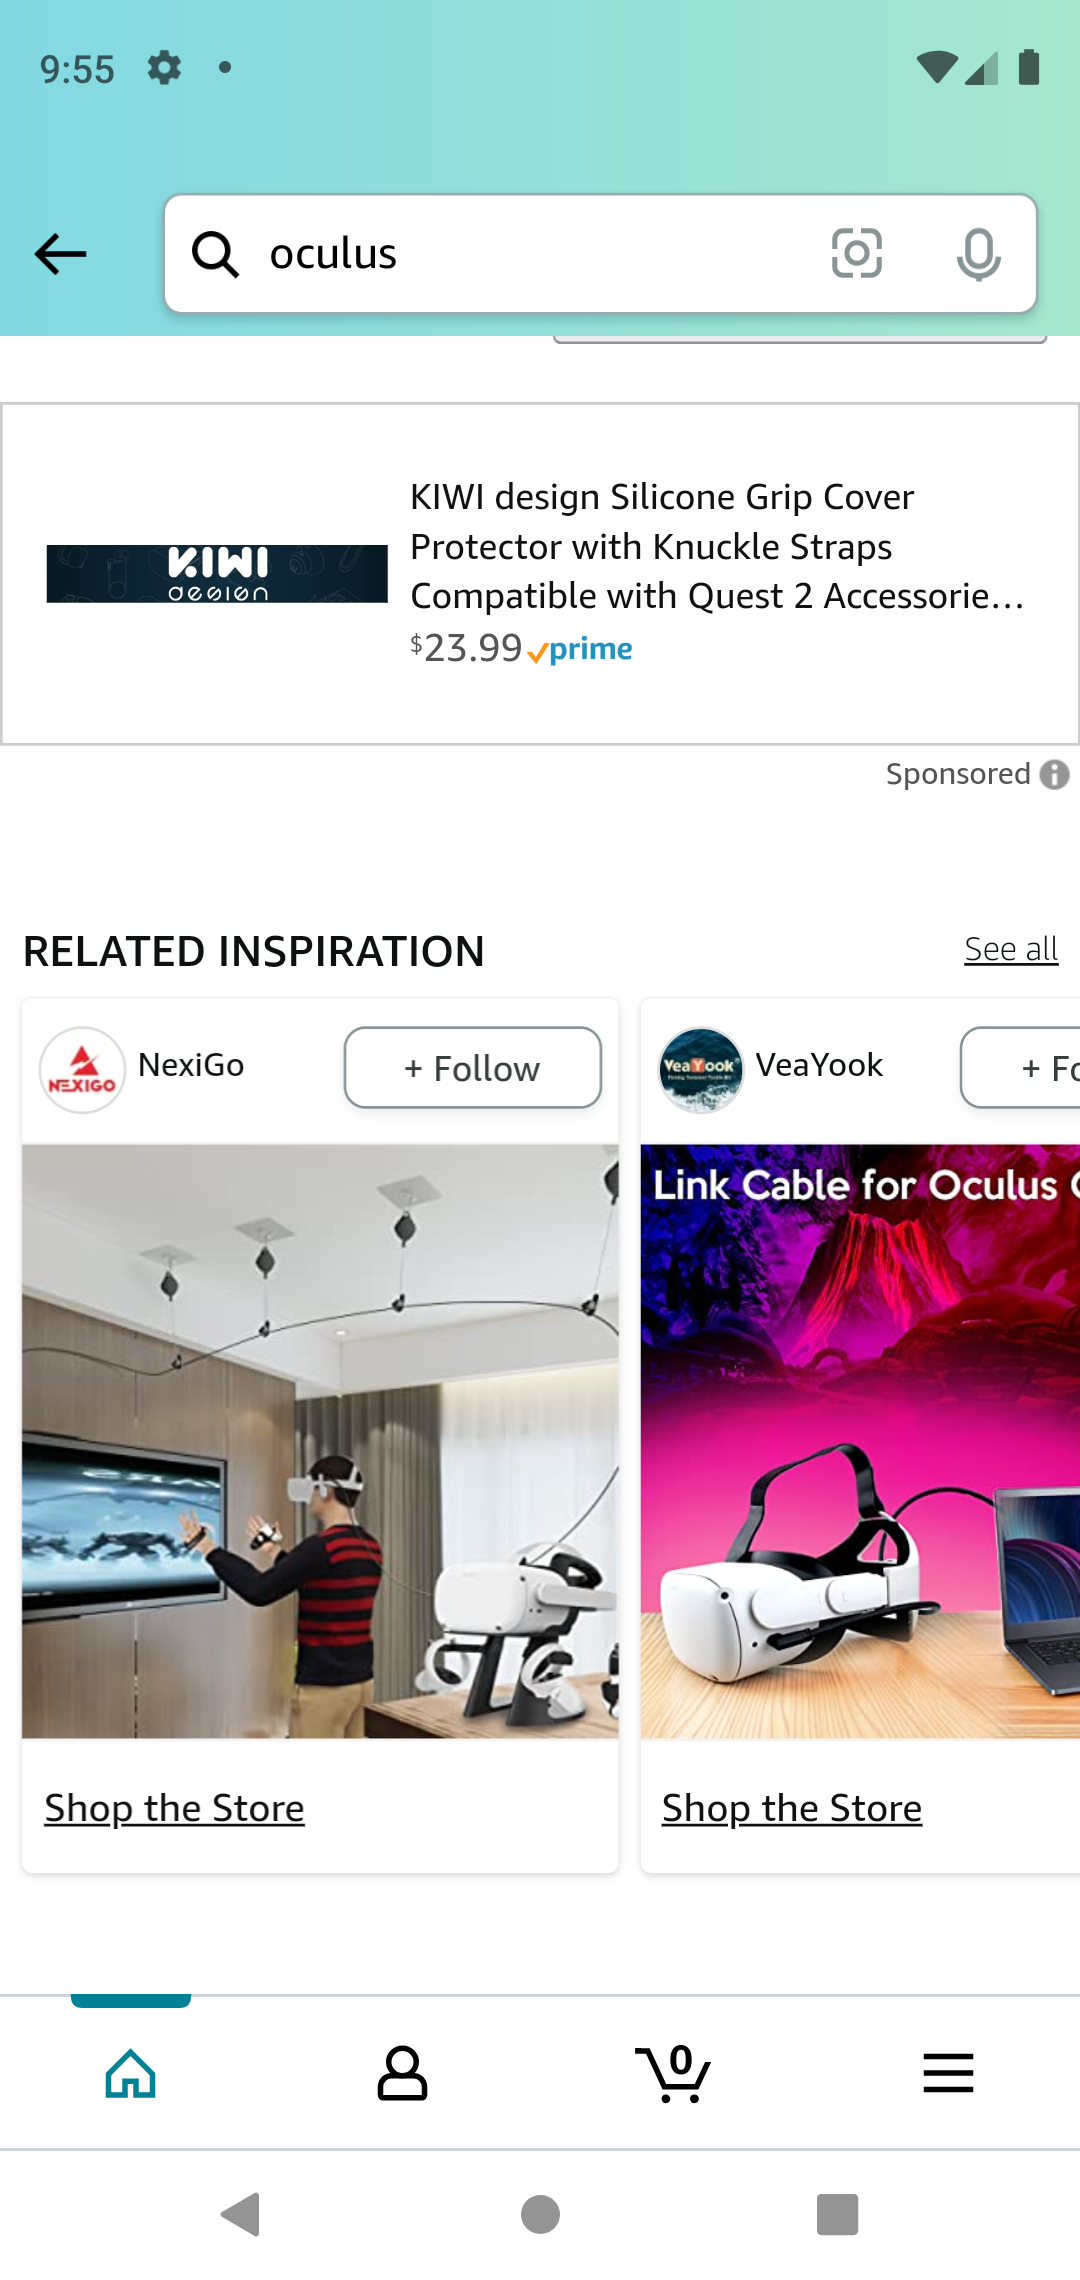 9:55
oculus
KIWI design
KIWI design Silicone Grip Cover
Protector with Knuckle Straps
Compatible with Quest 2 Accessorie...
$23.99 prime
Sponsored
RELATED INSPIRATION
See all
NEXIGO
NexiGo
+ Follow
VeaYook
VeaYook
+ Fo
Link Cable for Oculus
Shop the Store
Shop the Store
0